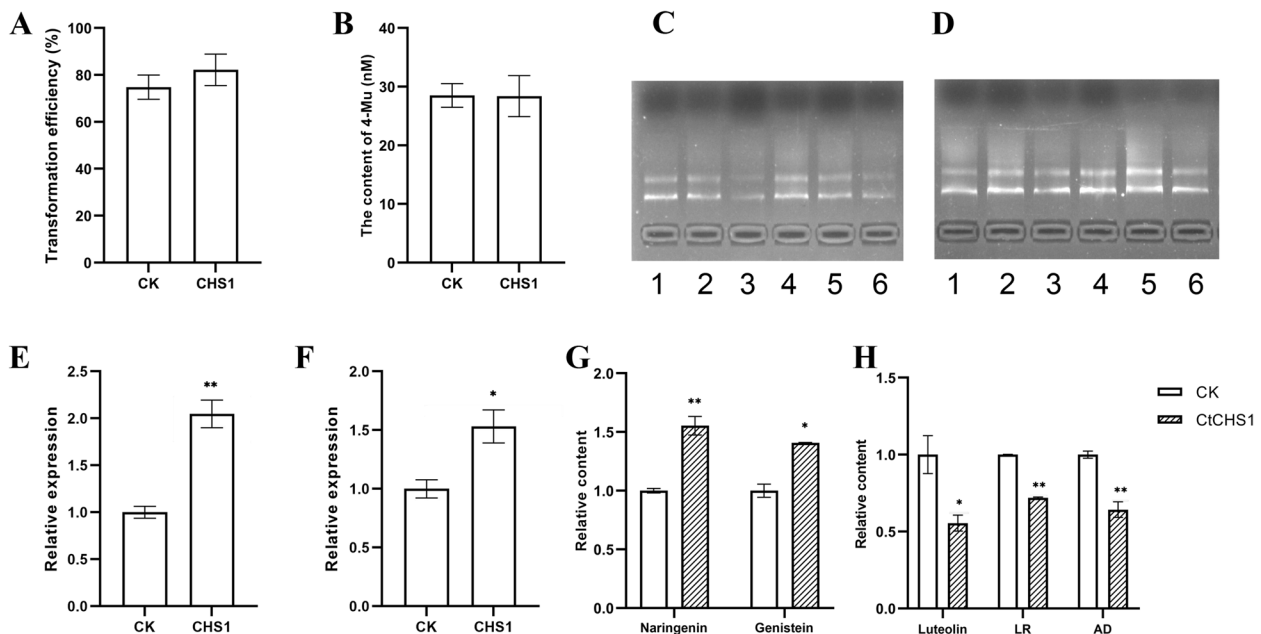 A
Transformation efficiency (%)
100
80
60
40
20
0
CK CHS1
B
The content of 4-Mu (nM)
40
30
20
10
0
CK CHS1
C
1 2 3 4 5 6
D
1 2 3 4 5 6
E
Relative expression
2.5
2.0
1.5
1.0
0.5
0.0
**
CK CHS1
F
Relative expression
2.0
1.5
1.0
0.5
0.0
*
CK CHS1
G
Relative content
2.0
1.5
1.0
0.5
0.0
** *
Naringenin Genistein
H
Relative content
1.5
1.0
0.5
0.0
* ** **
Luteolin LR AD
CK
CtCHS1